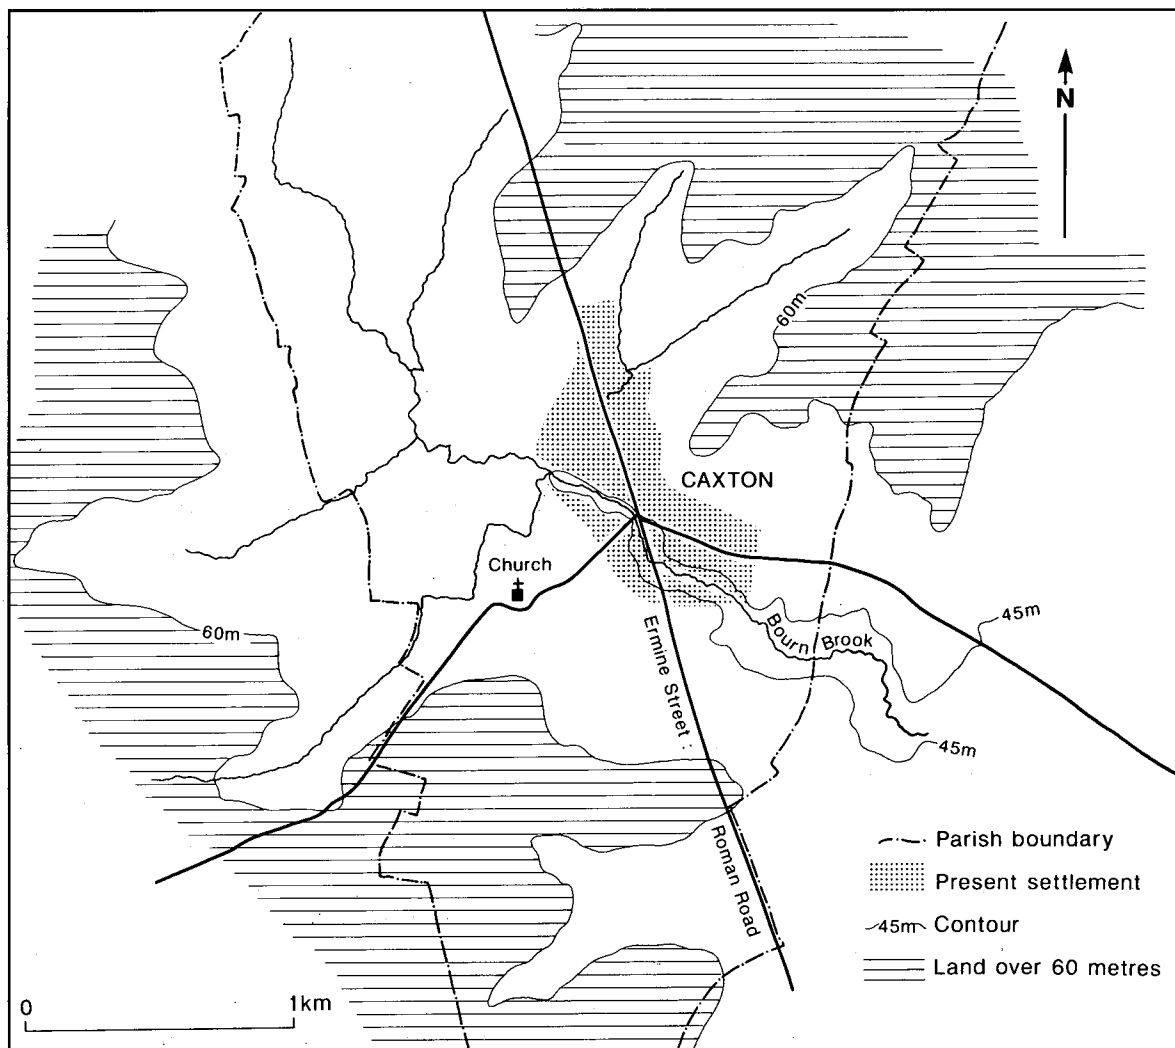 N
60m
CAXTON
Church
60m
45m
Bourn Brook
Ermine Street :
45m
Roman Road
Parish boundary
Present settlement
45m Contour
Land over 60 metres
0 1km